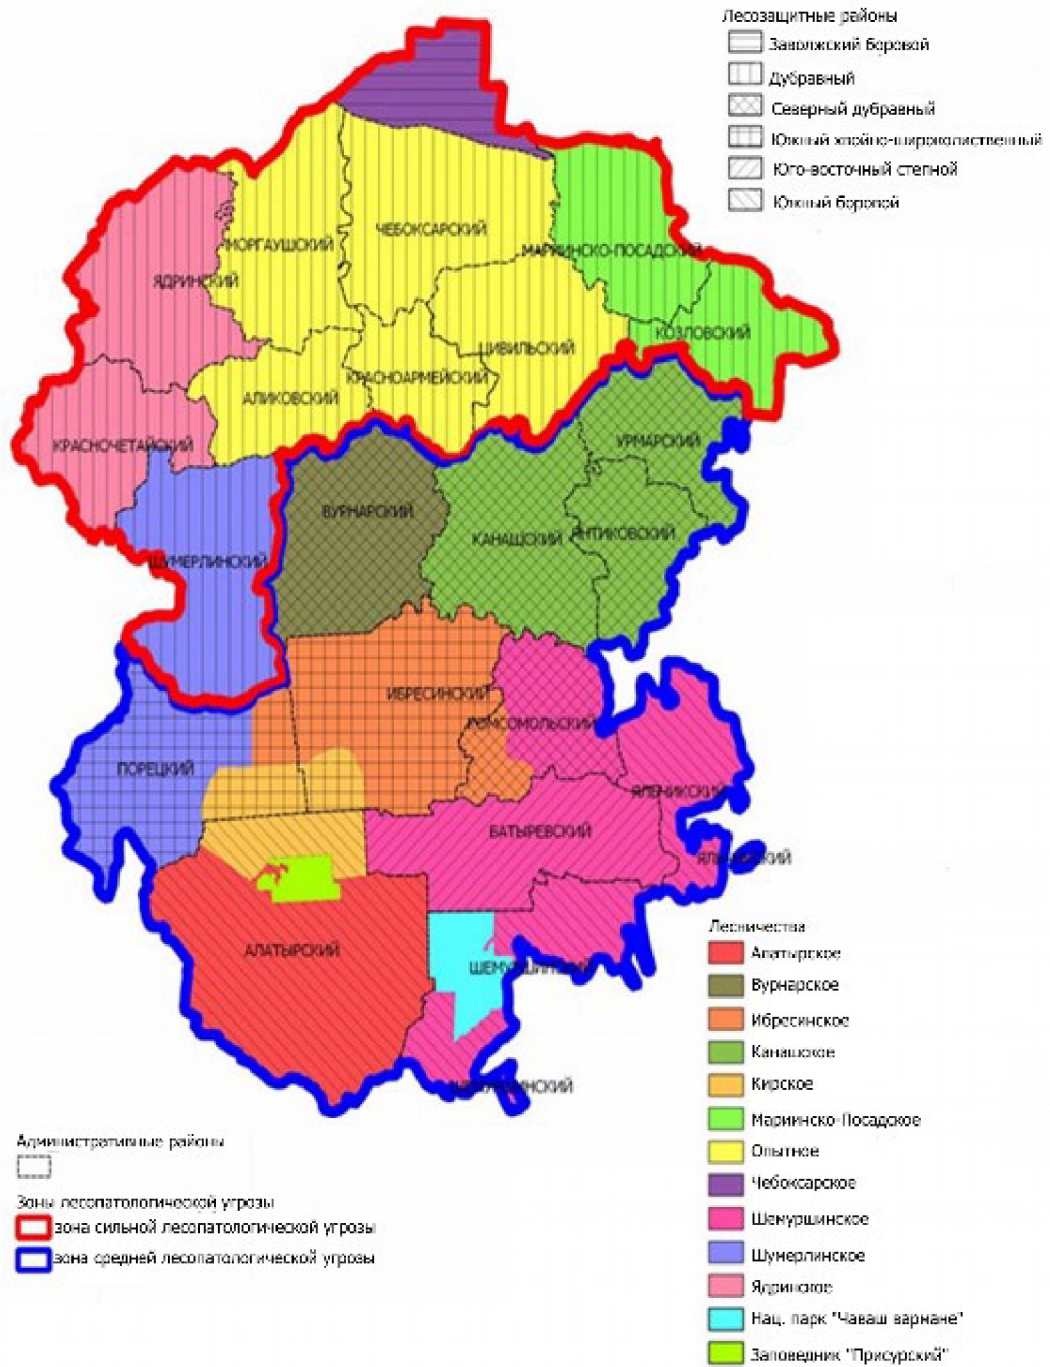 Лесозащитные районы
Заволжский боровой
Дубравный
Северный дубравный
Южный хвойно-широколиственный
Юго-восточный степной
Южный боровой
ЧЕБОКСАРСКИЙ
МОРГАУШСКИЙ
МАРИИНСКО-ПОСАДСКИЙ
ЯДРИНСКИЙ
КОЗЛОВСКИЙ
ЦИВИЛЬСКИЙ
КРАСНОАРМЕЙСКИЙ
АЛИКОВСКИЙ
КРАСНОЧЕТАЙСКИЙ
УРМАРСКИЙ
ВУРНАРСКИЙ
КАНАШСКИЙ
ЯНТИКОВСКИЙ
ШУМЕРЛИНСКИЙ
ИБРЕСИНСКИЙ
КОМСОМОЛЬСКИЙ
ПОРЕЦКИЙ
ЯЛЬЧИКСКИЙ
БАТЫРЕВСКИЙ
ЯЛЬЧИКСКИЙ
АЛАТЫРСКИЙ
ШЕМУРШИНСКИЙ
ШЕМУРШИНСКИЙ
Лесничества
Алатырское
Вурнарское
Ибресинское
Канашское
Кирское
Мариинско-Посадское
Опытное
Чебоксарское
Шемуршинское
Шумерлинское
Ядринское
Нац. парк "Чаваш вармане"
Заповедник "Присурский"
Административные районы
Зоны лесопатологической угрозы
зона сильной лесопатологической угрозы
зона средней лесопатологической угрозы